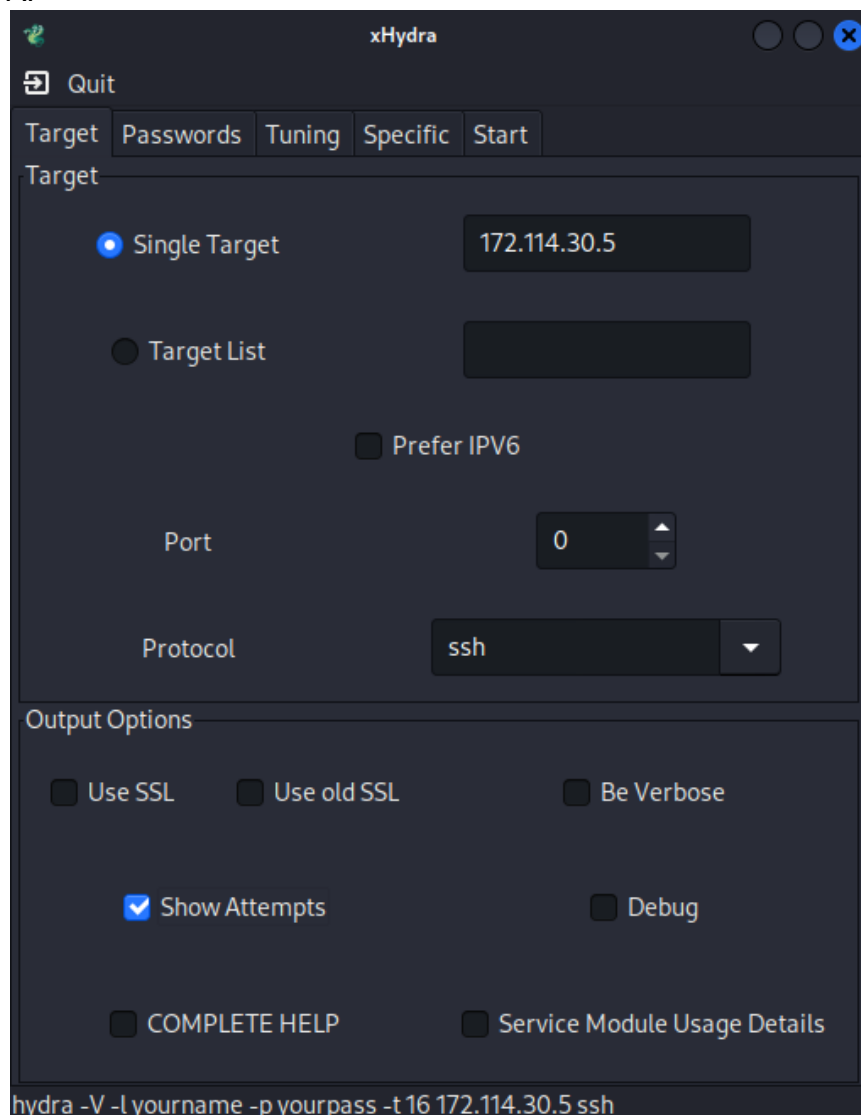 xHydra
Quit
Target Passwords Tuning Specific Start
Target
Single Target 172.114.30.5
Target List
Prefer IPV6
Port 0
Protocol ssh
Output Options
Use SSL Use old SSL Be Verbose
Show Attempts Debug
COMPLETE HELP Service Module Usage Details
hydra -V -l yourname -p yourpass -t 16 172.114.30.5 ssh